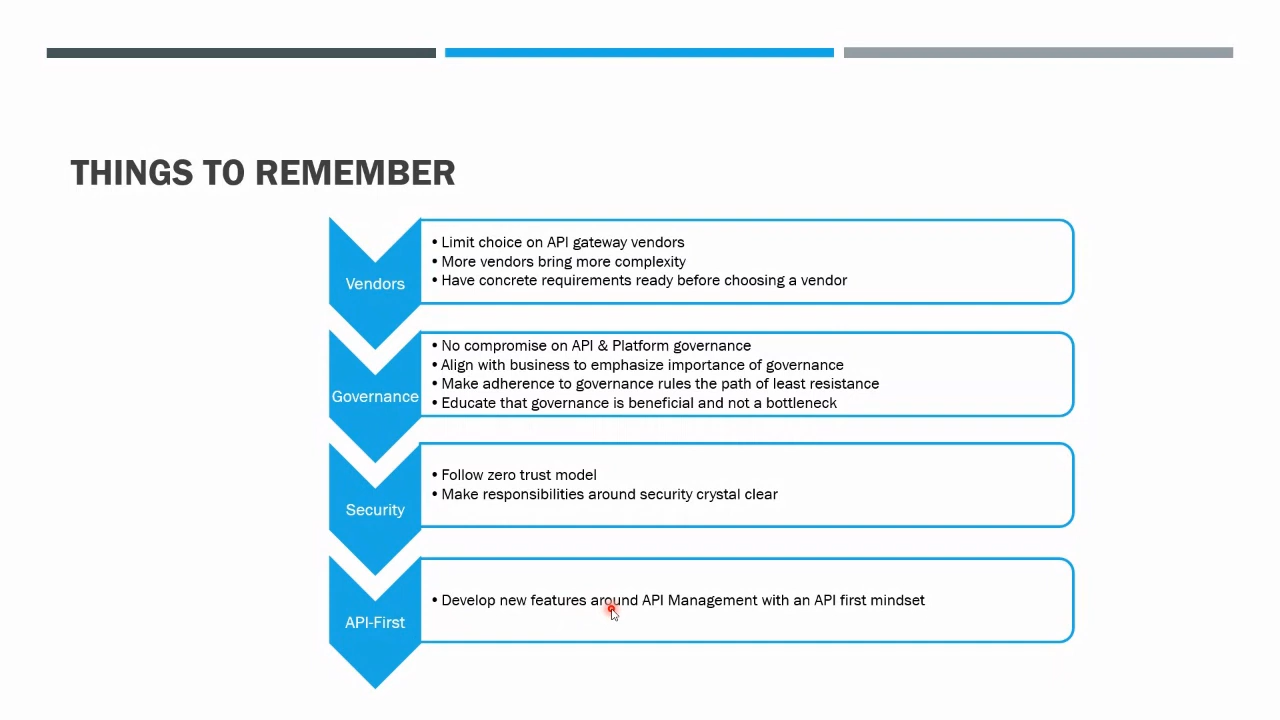 THINGS TO REMEMBER
Vendors
• Limit choice on API gateway vendors
• More vendors bring more complexity
• Have concrete requirements ready before choosing a vendor
Governance
• No compromise on API & Platform governance
• Align with business to emphasize importance of governance
• Make adherence to governance rules the path of least resistance
• Educate that governance is beneficial and not a bottleneck
Security
• Follow zero trust model
• Make responsibilities around security crystal clear
API-First
• Develop new features around API Management with an API first mindset